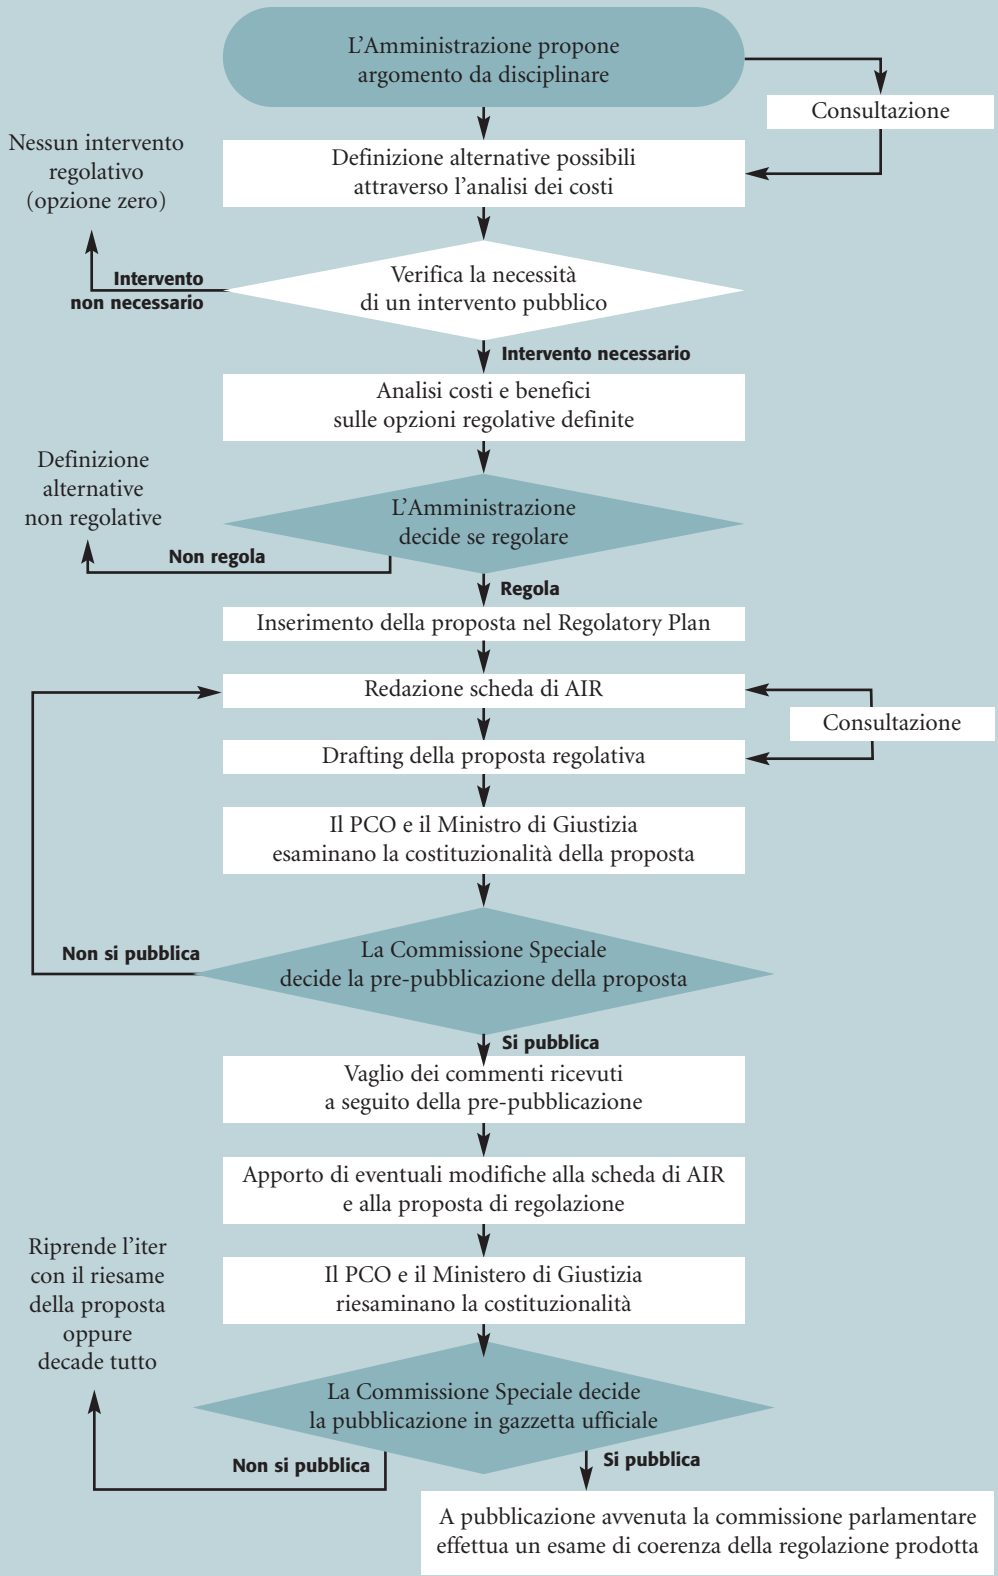 L'Amministrazione propone
argomento da disciplinare
Consultazione
Definizione alternative possibili
attraverso l'analisi dei costi
Nessun intervento
regolativo
(opzione zero)
Intervento
non necessario
Verifica la necessità
di un intervento pubblico
Intervento necessario
Analisi costi e benefici
sulle opzioni regolative definite
Definizione
alternative
non regolative
L'Amministrazione
decide se regolare
Non regola
Regola
Inserimento della proposta nel Regolatory Plan
Redazione scheda di AIR
Consultazione
Drafting della proposta regolativa
Il PCO e il Ministro di Giustizia
esaminano la costituzionalità della proposta
Non si pubblica
La Commissione Speciale
decide la pre-pubblicazione della proposta
Si pubblica
Vaglio dei commenti ricevuti
a seguito della pre-pubblicazione
Apporto di eventuali modifiche alla scheda di AIR
e alla proposta di regolazione
Riprende l'iter
con il riesame
della proposta
oppure
decade tutto
Il PCO e il Ministero di Giustizia
riesaminano la costituzionalità
La Commissione Speciale decide
la pubblicazione in gazzetta ufficiale
Non si pubblica
Si pubblica
A pubblicazione avvenuta la commissione parlamentare
effettua un esame di coerenza della regolazione prodotta